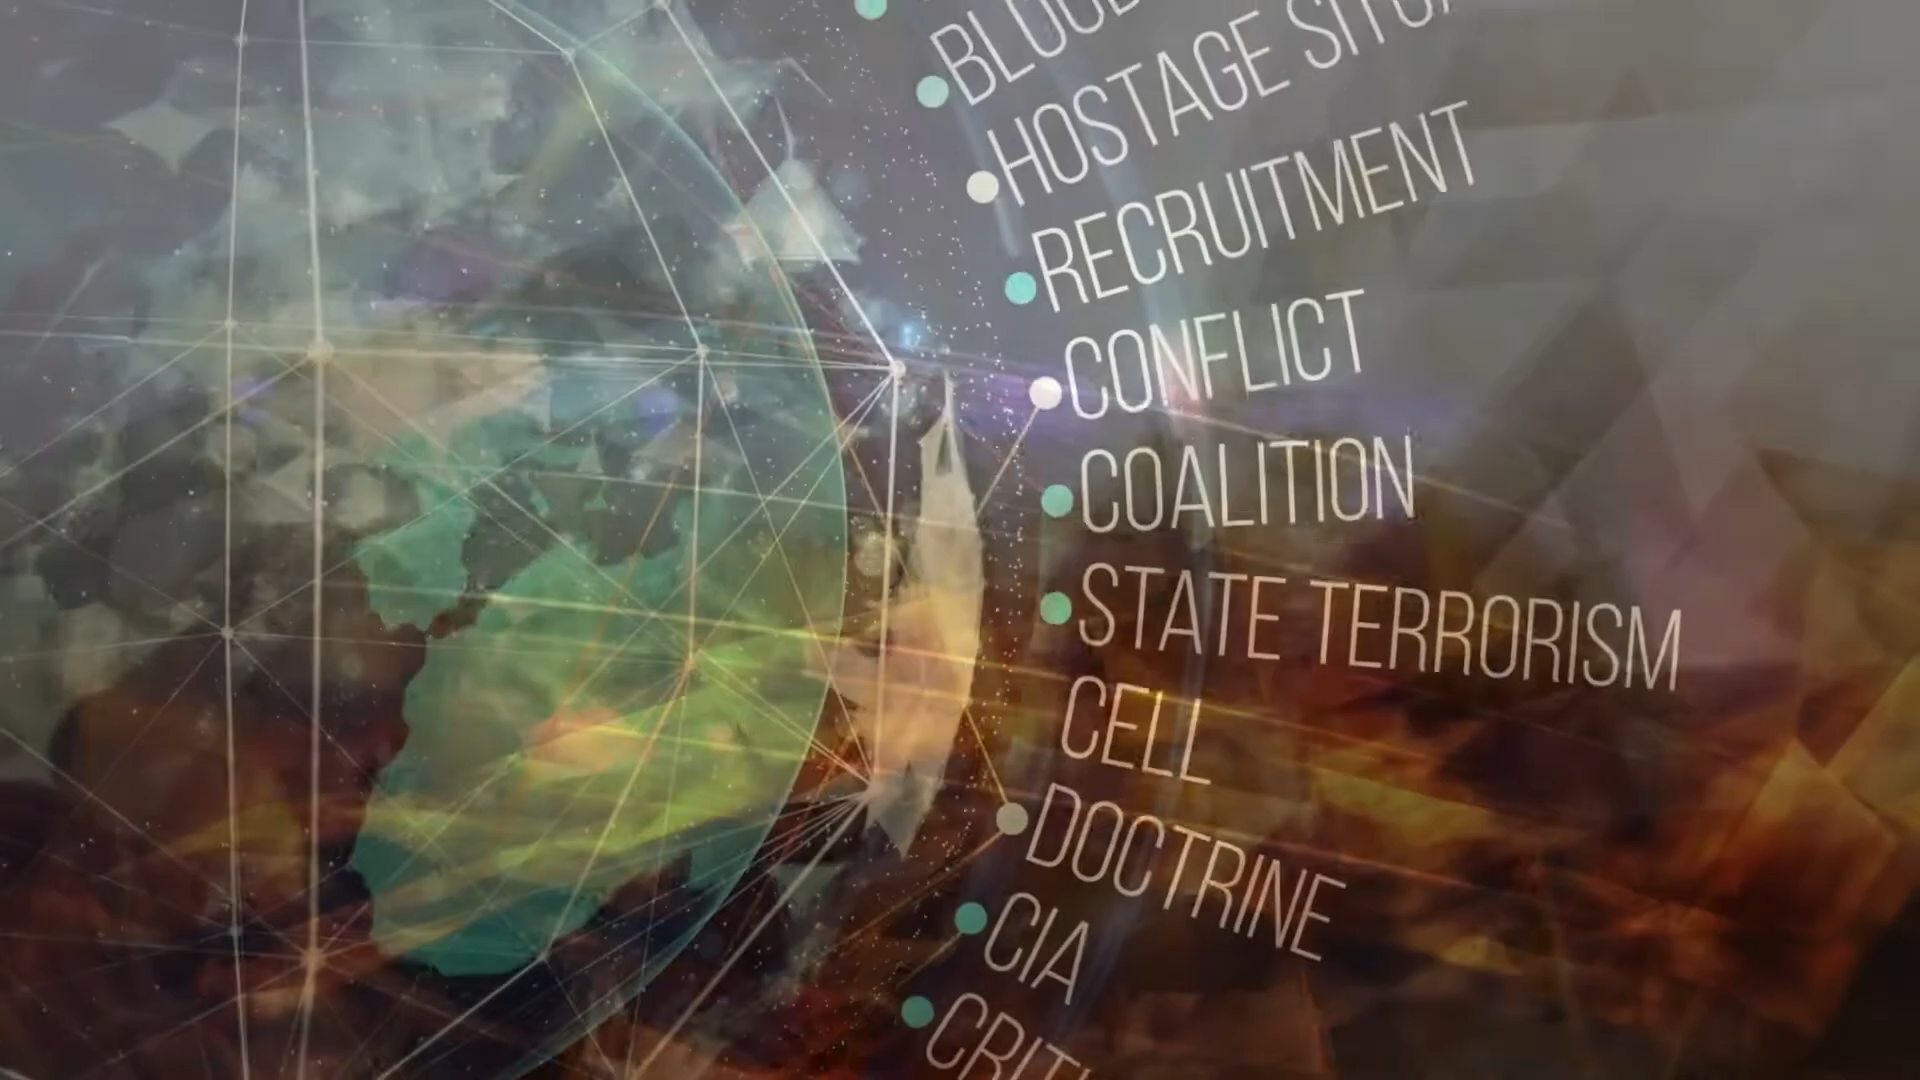 HOSTAGE
RECRUITMENT
CONFLICT
COALITION
STATE TERRORISM
CELL
DOCTRINE
CIA